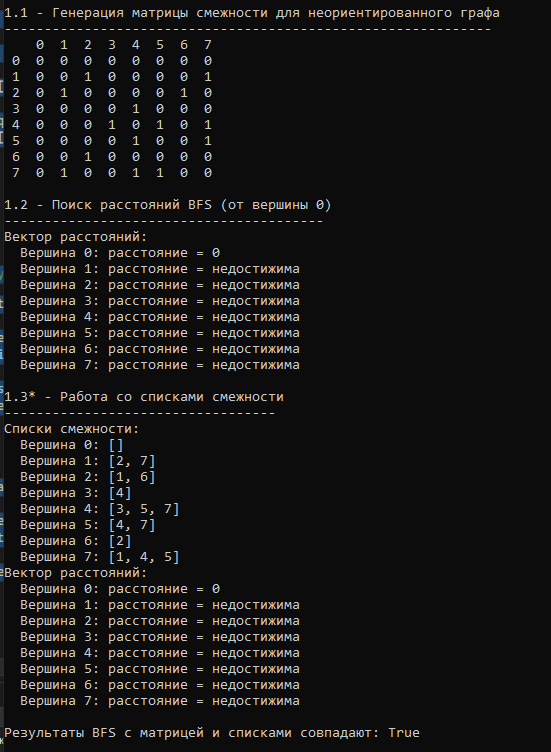 1.1 - Генерация матрицы смежности для неориентированного графа
-------------------------------------------------------------
    0  1  2  3  4  5  6  7
 0  0  0  0  0  0  0  0  0
 1  0  0  1  0  0  0  0  1
 2  0  1  0  0  0  0  1  0
 3  0  0  0  0  1  0  0  0
 4  0  0  0  1  0  1  0  1
 5  0  0  0  0  1  0  0  1
 6  0  0  1  0  0  0  0  0
 7  0  1  0  0  1  1  0  0
1.2 - Поиск расстояний BFS (от вершины 0)
----------------------------------------
Вектор расстояний:
  Вершина 0: расстояние = 0
  Вершина 1: расстояние = недостижима
  Вершина 2: расстояние = недостижима
  Вершина 3: расстояние = недостижима
  Вершина 4: расстояние = недостижима
  Вершина 5: расстояние = недостижима
  Вершина 6: расстояние = недостижима
  Вершина 7: расстояние = недостижима
1.3* - Работа со списками смежности
----------------------------------
Списки смежности:
  Вершина 0: []
  Вершина 1: [2, 7]
  Вершина 2: [1, 6]
  Вершина 3: [4]
  Вершина 4: [3, 5, 7]
  Вершина 5: [4, 7]
  Вершина 6: [2]
  Вершина 7: [1, 4, 5]
Вектор расстояний:
  Вершина 0: расстояние = 0
  Вершина 1: расстояние = недостижима
  Вершина 2: расстояние = недостижима
  Вершина 3: расстояние = недостижима
  Вершина 4: расстояние = недостижима
  Вершина 5: расстояние = недостижима
  Вершина 6: расстояние = недостижима
  Вершина 7: расстояние = недостижима
Результаты BFS с матрицей и списками совпадают: True